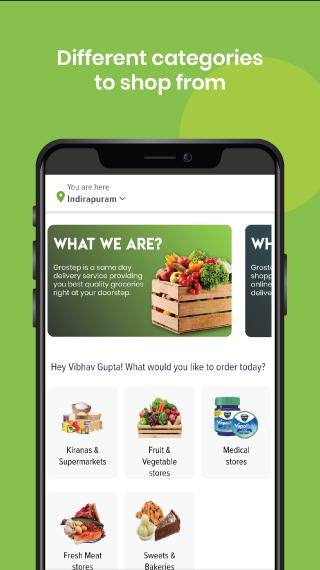 Different categories
to shop from
You are here
Indirapuram
WHAT WE ARE?
Grostep is a same day
delivery service providing
you best quality groceries
right at your doorstep.
WH
Groste
shopp
online
delive
Hey Vibhav Gupta! What would you like to order today?
Kiranas &
Supermarkets
Fruit &
Vegetable
stores
Medical
stores
Fresh Meat
stores
Sweets &
Bakeries